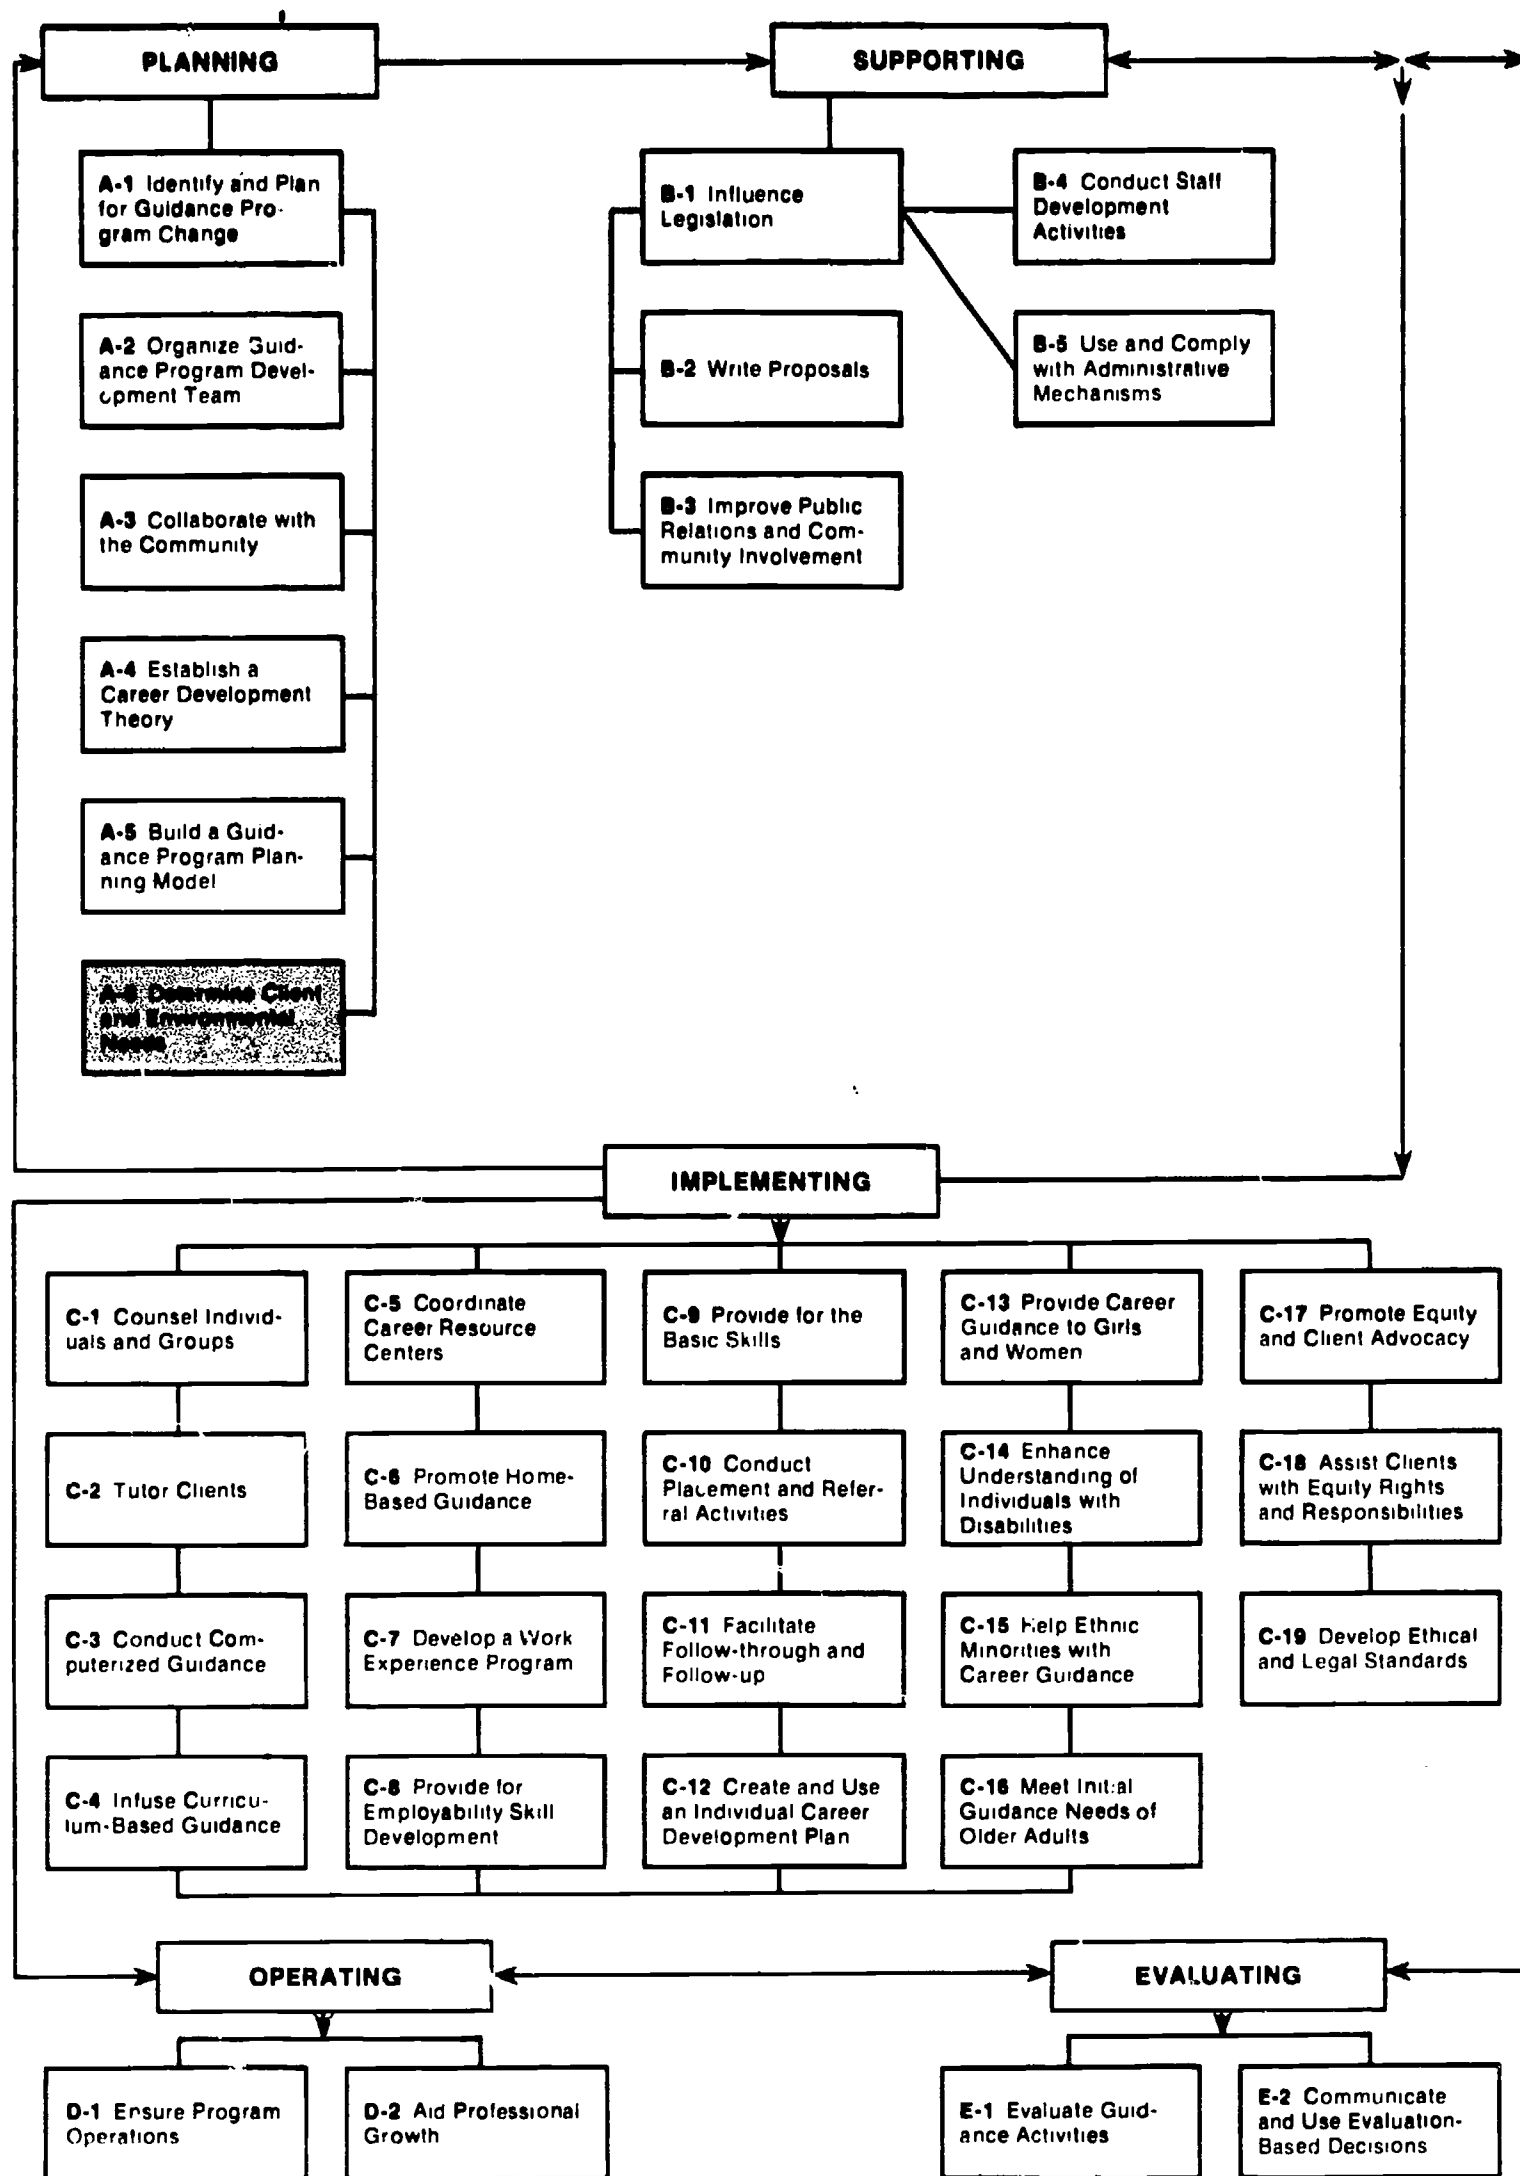 PLANNING
SUPPORTING
A-1 Identify and Plan
for Guidance Pro-
gram Change
A-2 Organize Guid-
ance Program Devel-
opment Team
A-3 Collaborate with
the Community
A-4 Establish a
Career Development
Theory
A-5 Build a Guid-
ance Program Plan-
ning Model
A-6 Determine Client
and Environmental
Needs
B-1 Influence
Legislation
B-2 Write Proposals
B-3 Improve Public
Relations and Com-
munity Involvement
B-4 Conduct Staff
Development
Activities
B-5 Use and Comply
with Administrative
Mechanisms
IMPLEMENTING
C-1 Counsel Individ-
uals and Groups
C-2 Tutor Clients
C-3 Conduct Com-
puterized Guidance
C-4 Infuse Curricu-
lum-Based Guidance
C-5 Coordinate
Career Resource
Centers
C-6 Promote Home-
Based Guidance
C-7 Develop a Work
Experience Program
C-8 Provide for
Employability Skill
Development
C-9 Provide for the
Basic Skills
C-10 Conduct
Placement and Refer-
ral Activities
C-11 Facilitate
Follow-through and
Follow-up
C-12 Create and Use
an Individual Career
Development Plan
C-13 Provide Career
Guidance to Girls
and Women
C-14 Enhance
Understanding of
Individuals with
Disabilities
C-15 Help Ethnic
Minorities with
Career Guidance
C-16 Meet Initial
Guidance Needs of
Older Adults
C-17 Promote Equity
and Client Advocacy
C-18 Assist Clients
with Equity Rights
and Responsibilities
C-19 Develop Ethical
and Legal Standards
OPERATING
EVALUATING
D-1 Ensure Program
Operations
D-2 Aid Professional
Growth
E-1 Evaluate Guid-
ance Activities
E-2 Communicate
and Use Evaluation-
Based Decisions